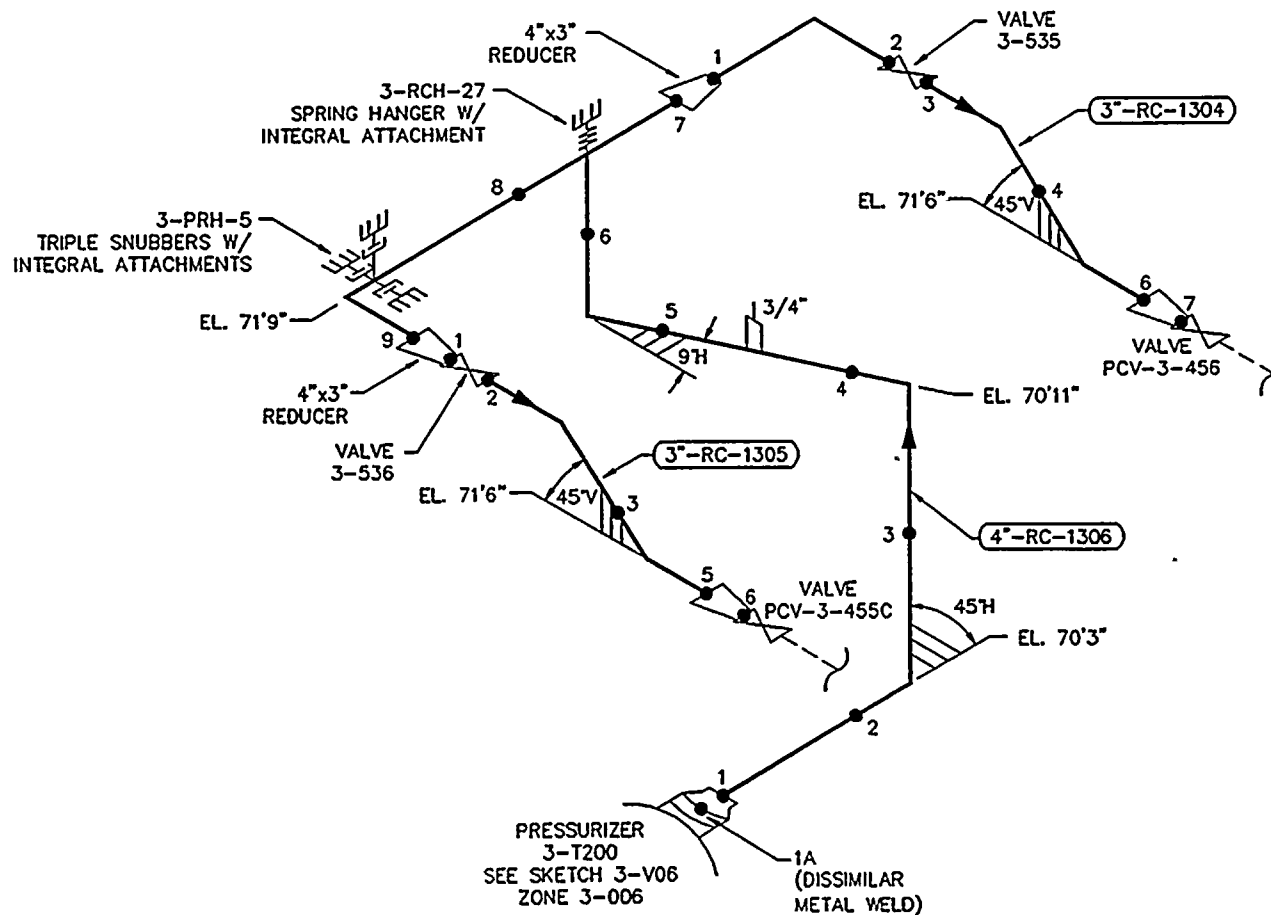 VALVE
3-535
4"x3"
REDUCER
1
2
3
7
3-RCH-27
SPRING HANGER W/
INTEGRAL ATTACHMENT
3"-RC-1304
8
4
EL. 71'6"
45°V
3-PRH-5
TRIPLE SNUBBERS W/
INTEGRAL ATTACHMENTS
6
6
7
EL. 71'9"
5
3/4"
9°H
VALVE
PCV-3-456
9
1
4
4"x3"
REDUCER
2
EL. 70'11"
VALVE
3-536
3"-RC-1305
EL. 71'6"
45°V
3
3
4"-RC-1306
5
6
VALVE
PCV-3-455C
45°H
EL. 70'3"
2
1
PRESSURIZER
3-T200
SEE SKETCH 3-V06
ZONE 3-006
1A
(DISSIMILAR
METAL WELD)